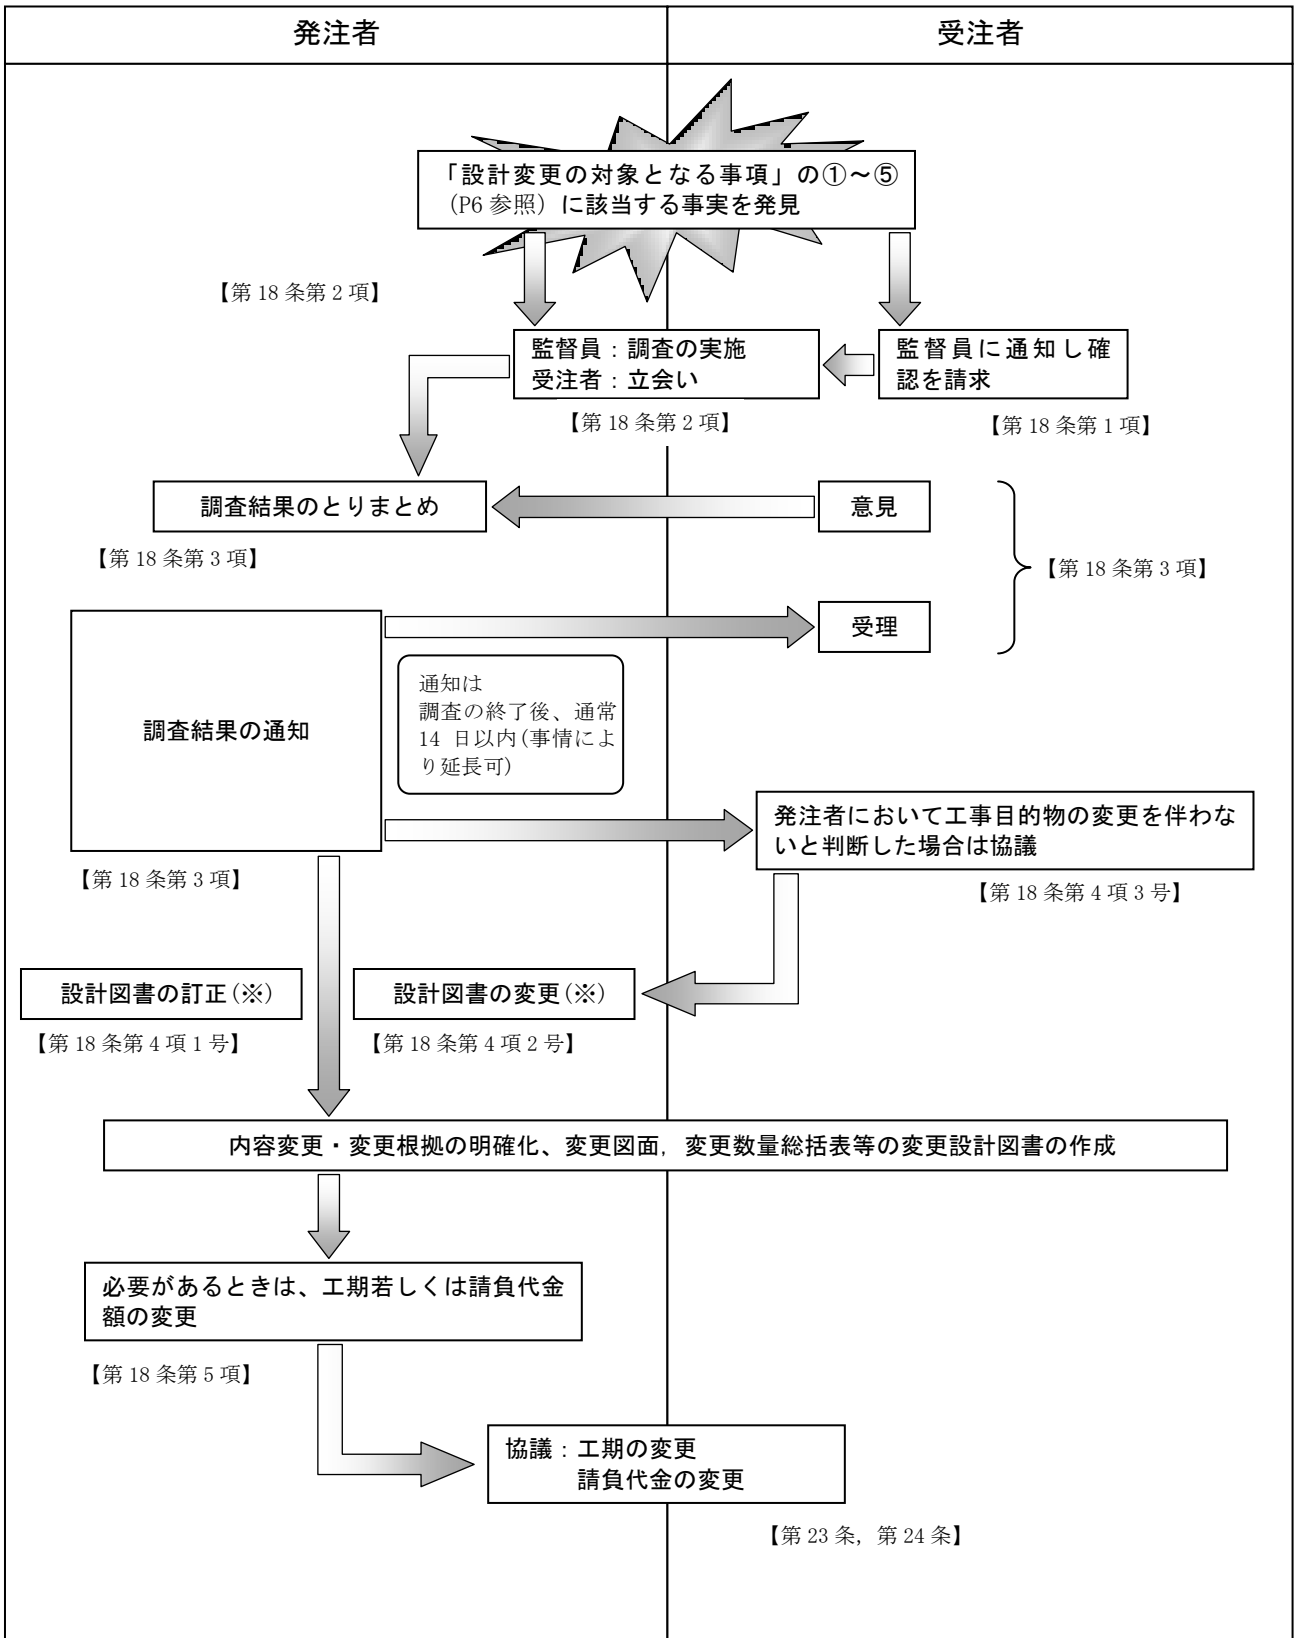 発注者
受注者
「設計変更の対象となる事項」の①~⑤
(P6 参照) に該当する事実を発見
【第 18 条第 2 項】
監督員:調査の実施
受注者:立会い
監督員に通知し確
認を請求
【第 18 条第 2 項】
【第 18 条第 1 項】
調査結果のとりまとめ
意見
【第 18 条第 3 項】
【第 18 条第 3 項】
受理
調査結果の通知
通知は
調査の終了後、通常
14 日以内(事情によ
り延長可)
発注者において工事目的物の変更を伴わな
いと判断した場合は協議
【第 18 条第 3 項】
【第 18 条第 4 項 3 号】
設計図書の訂正(※)
設計図書の変更(※)
【第 18 条第 4 項 1 号】
【第 18 条第 4 項 2 号】
内容変更・変更根拠の明確化、変更図面, 変更数量総括表等の変更設計図書の作成
必要があるときは、工期若しくは請負代金
額の変更
【第 18 条第 5 項】
協議:工期の変更
請負代金の変更
【第 23 条, 第 24 条】